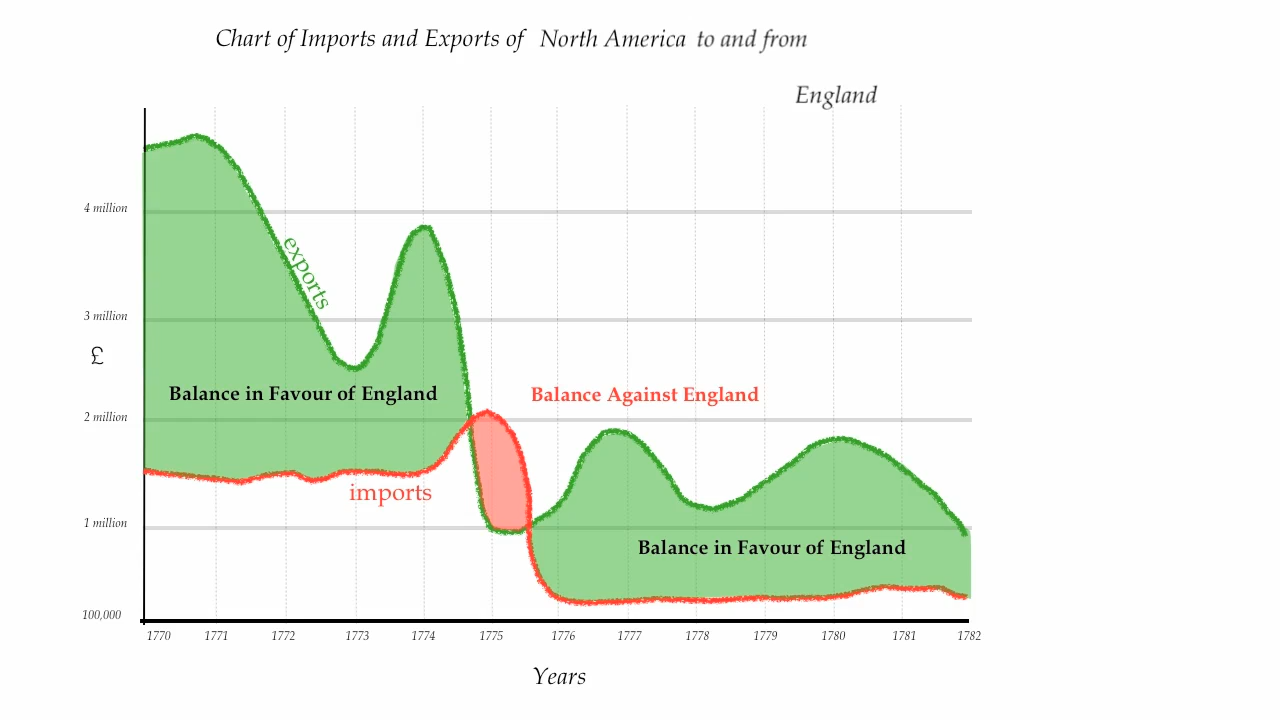 Chart of Imports and Exports of North America to and from
England
4 million
exports
3 million
£
Balance in Favour of England
Balance Against England
2 million
imports
1 million
Balance in Favour of England
100,000
1770 1771 1772 1773 1774 1775 1776 1777 1778 1779 1780 1781 1782
Years